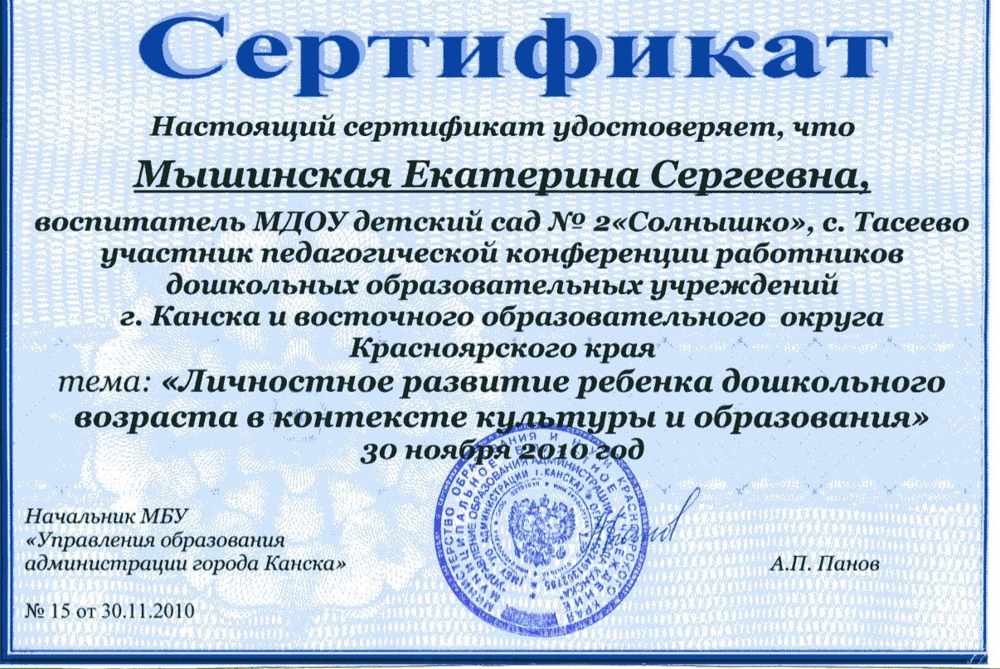 Сертификат
Настоящий сертификат удостоверяет, что
Мышинская Екатерина Сергеевна,
воспитатель МДОУ детский сад № 2«Солнышко», с. Тасеево
участник педагогической конференции работников
дошкольных образовательных учреждений
г. Канска и восточного образовательного округа
Красноярского края
тема: «Личностное развитие ребенка дошкольного
возраста в контексте культуры и образования»
30 ноября 2010 год
Начальник МБУ
«Управления образования
администрации города Канска»
А.П. Панов
№ 15 от 30.11.2010